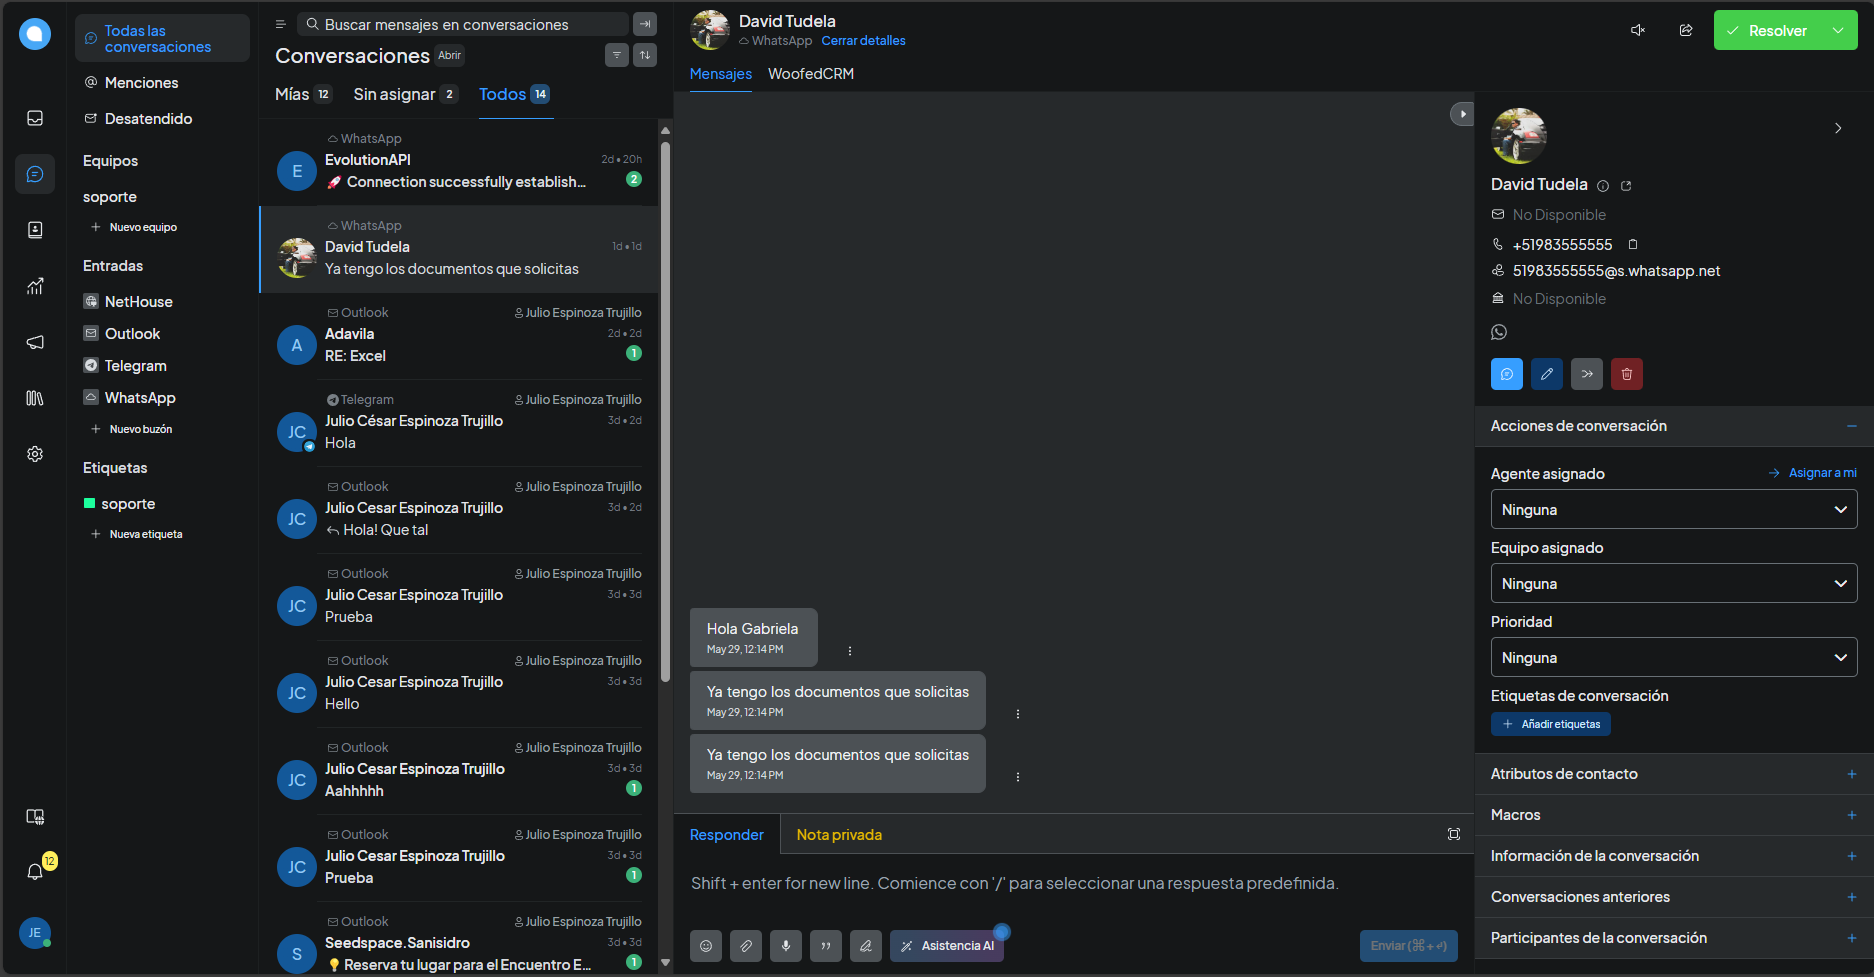 Todas las
conversaciones
Menciones
Desatendido
Equipos
soporte
Nuevo equipo
Entradas
NetHouse
Outlook
Telegram
WhatsApp
Nuevo buzón
Etiquetas
soporte
Nueva etiqueta
12
JE
Buscar mensajes en conversaciones
Conversaciones Abrir
Mías 12 Sin asignar 2 Todos 14
WhatsApp
E EvolutionAPI 2d • 20h
🚀 Connection successfully establish... 2
WhatsApp
David Tudela 1d • 1d
Ya tengo los documentos que solicitas
Outlook Julio Espinoza Trujillo
A Adavila 2d • 2d
RE: Excel 1
Telegram Julio Espinoza Trujillo
JC Julio César Espinoza Trujillo 3d • 2d
Hola
Outlook Julio Espinoza Trujillo
JC Julio Cesar Espinoza Trujillo 3d • 2d
Hola! Que tal
Outlook Julio Espinoza Trujillo
JC Julio Cesar Espinoza Trujillo 3d • 3d
Prueba
Outlook Julio Espinoza Trujillo
JC Julio Cesar Espinoza Trujillo 3d • 3d
Hello
Outlook Julio Espinoza Trujillo
JC Julio Cesar Espinoza Trujillo 3d • 3d
Aahhhhh 1
Outlook Julio Espinoza Trujillo
JC Julio Cesar Espinoza Trujillo 3d • 3d
Prueba 1
Outlook Julio Espinoza Trujillo
S Seedspace.Sanisidro 3d • 3d
💡 Reserva tu lugar para el Encuentro E... 1
David Tudela
WhatsApp Cerrar detalles
Resolver
Mensajes WoofedCRM
Hola Gabriela
May 29, 12:14 PM
Ya tengo los documentos que solicitas
May 29, 12:14 PM
Ya tengo los documentos que solicitas
May 29, 12:14 PM
Responder Nota privada
Shift + enter for new line. Comience con '/' para seleccionar una respuesta predefinida.
Asistencia AI
Enviar (⌘ + ↵)
David Tudela
No Disponible
+51983555555
51983555555@s.whatsapp.net
No Disponible
Acciones de conversación
Agente asignado Asignar a mi
Ninguna
Equipo asignado
Ninguna
Prioridad
Ninguna
Etiquetas de conversación
Añadir etiquetas
Atributos de contacto
Macros
Información de la conversación
Conversaciones anteriores
Participantes de la conversación